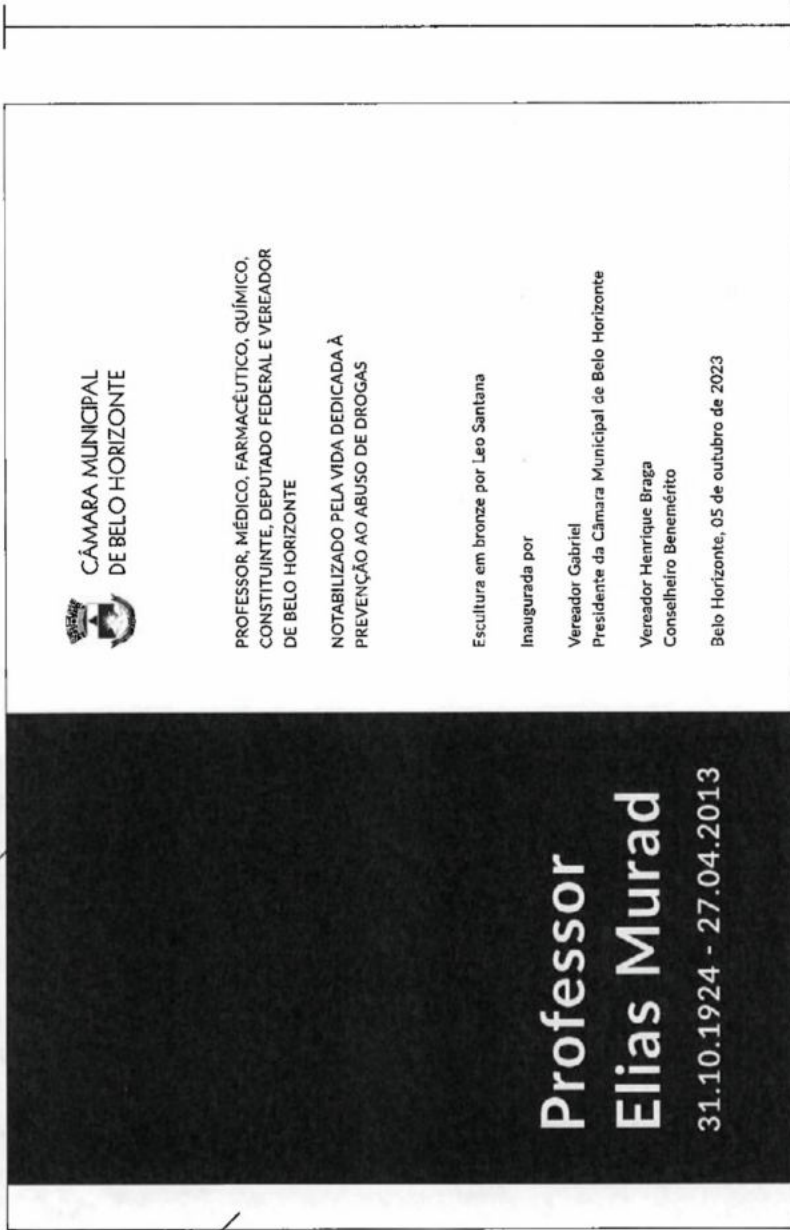 Professor
Elias Murad
31.10.1924 - 27.04.2013
CÂMARA MUNICIPAL
DE BELO HORIZONTE
PROFESSOR, MÉDICO, FARMACÊUTICO, QUÍMICO,
CONSTITUINTE, DEPUTADO FEDERAL E VEREADOR
DE BELO HORIZONTE
NOTABILIZADO PELA VIDA DEDICADA À
PREVENÇÃO AO ABUSO DE DROGAS
Escultura em bronze por Leo Santana
Inaugurada por
Vereador Gabriel
Presidente da Câmara Municipal de Belo Horizonte
Vereador Henrique Braga
Conselheiro Benemérito
Belo Horizonte, 05 de outubro de 2023